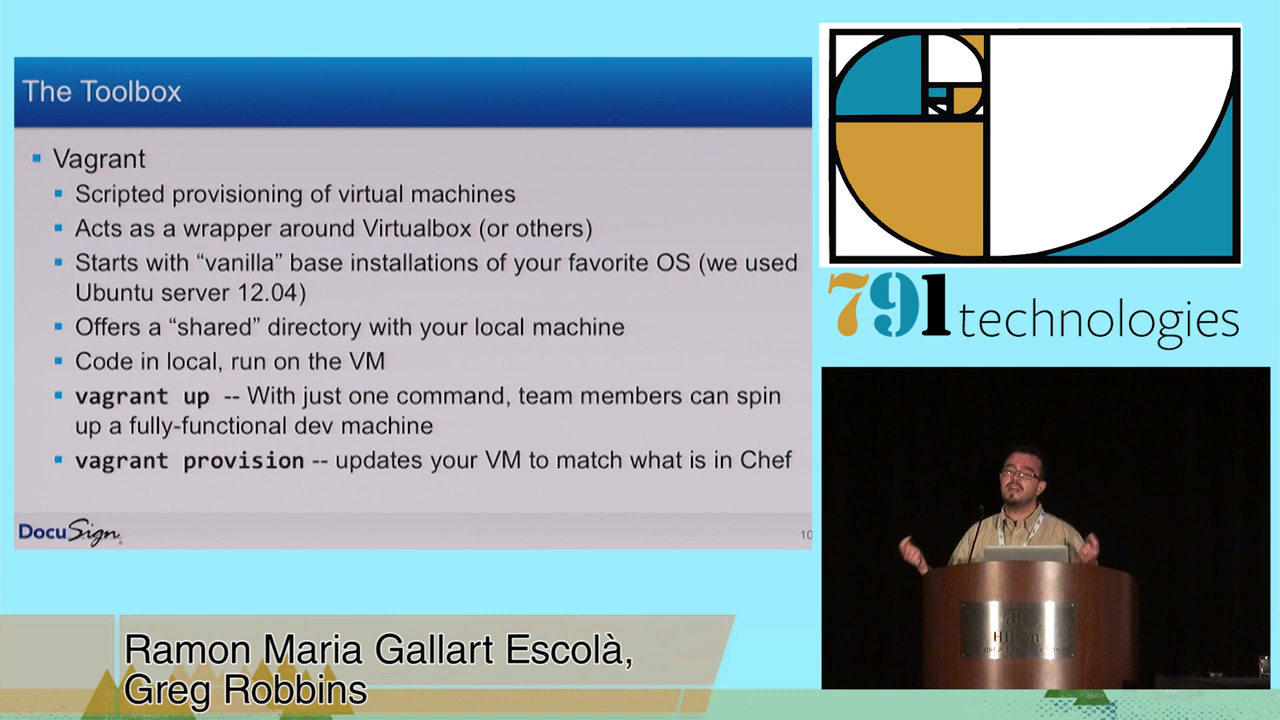 The Toolbox
Vagrant
Scripted provisioning of virtual machines
Acts as a wrapper around Virtualbox (or others)
Starts with “vanilla” base installations of your favorite OS (we used
Ubuntu server 12.04)
Offers a “shared” directory with your local machine
Code in local, run on the VM
vagrant up -- With just one command, team members can spin
up a fully-functional dev machine
vagrant provision -- updates your VM to match what is in Chef
DocuSign
10
791 technologies
Hilton
Ramon Maria Gallart Escolà,
Greg Robbins